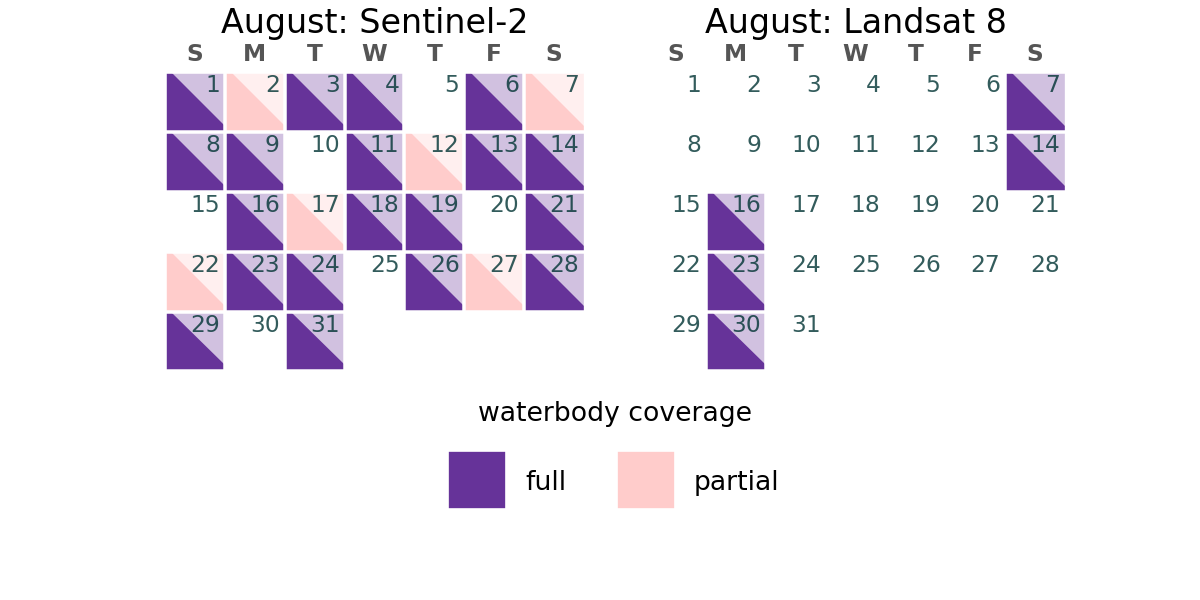 August: Sentinel-2
S M T W T F S
1 2 3 4 5 6 7
8 9 10 11 12 13 14
15 16 17 18 19 20 21
22 23 24 25 26 27 28
29 30 31
August: Landsat 8
S M T W T F S
1 2 3 4 5 6 7
8 9 10 11 12 13 14
15 16 17 18 19 20 21
22 23 24 25 26 27 28
29 30 31
waterbody coverage
full partial